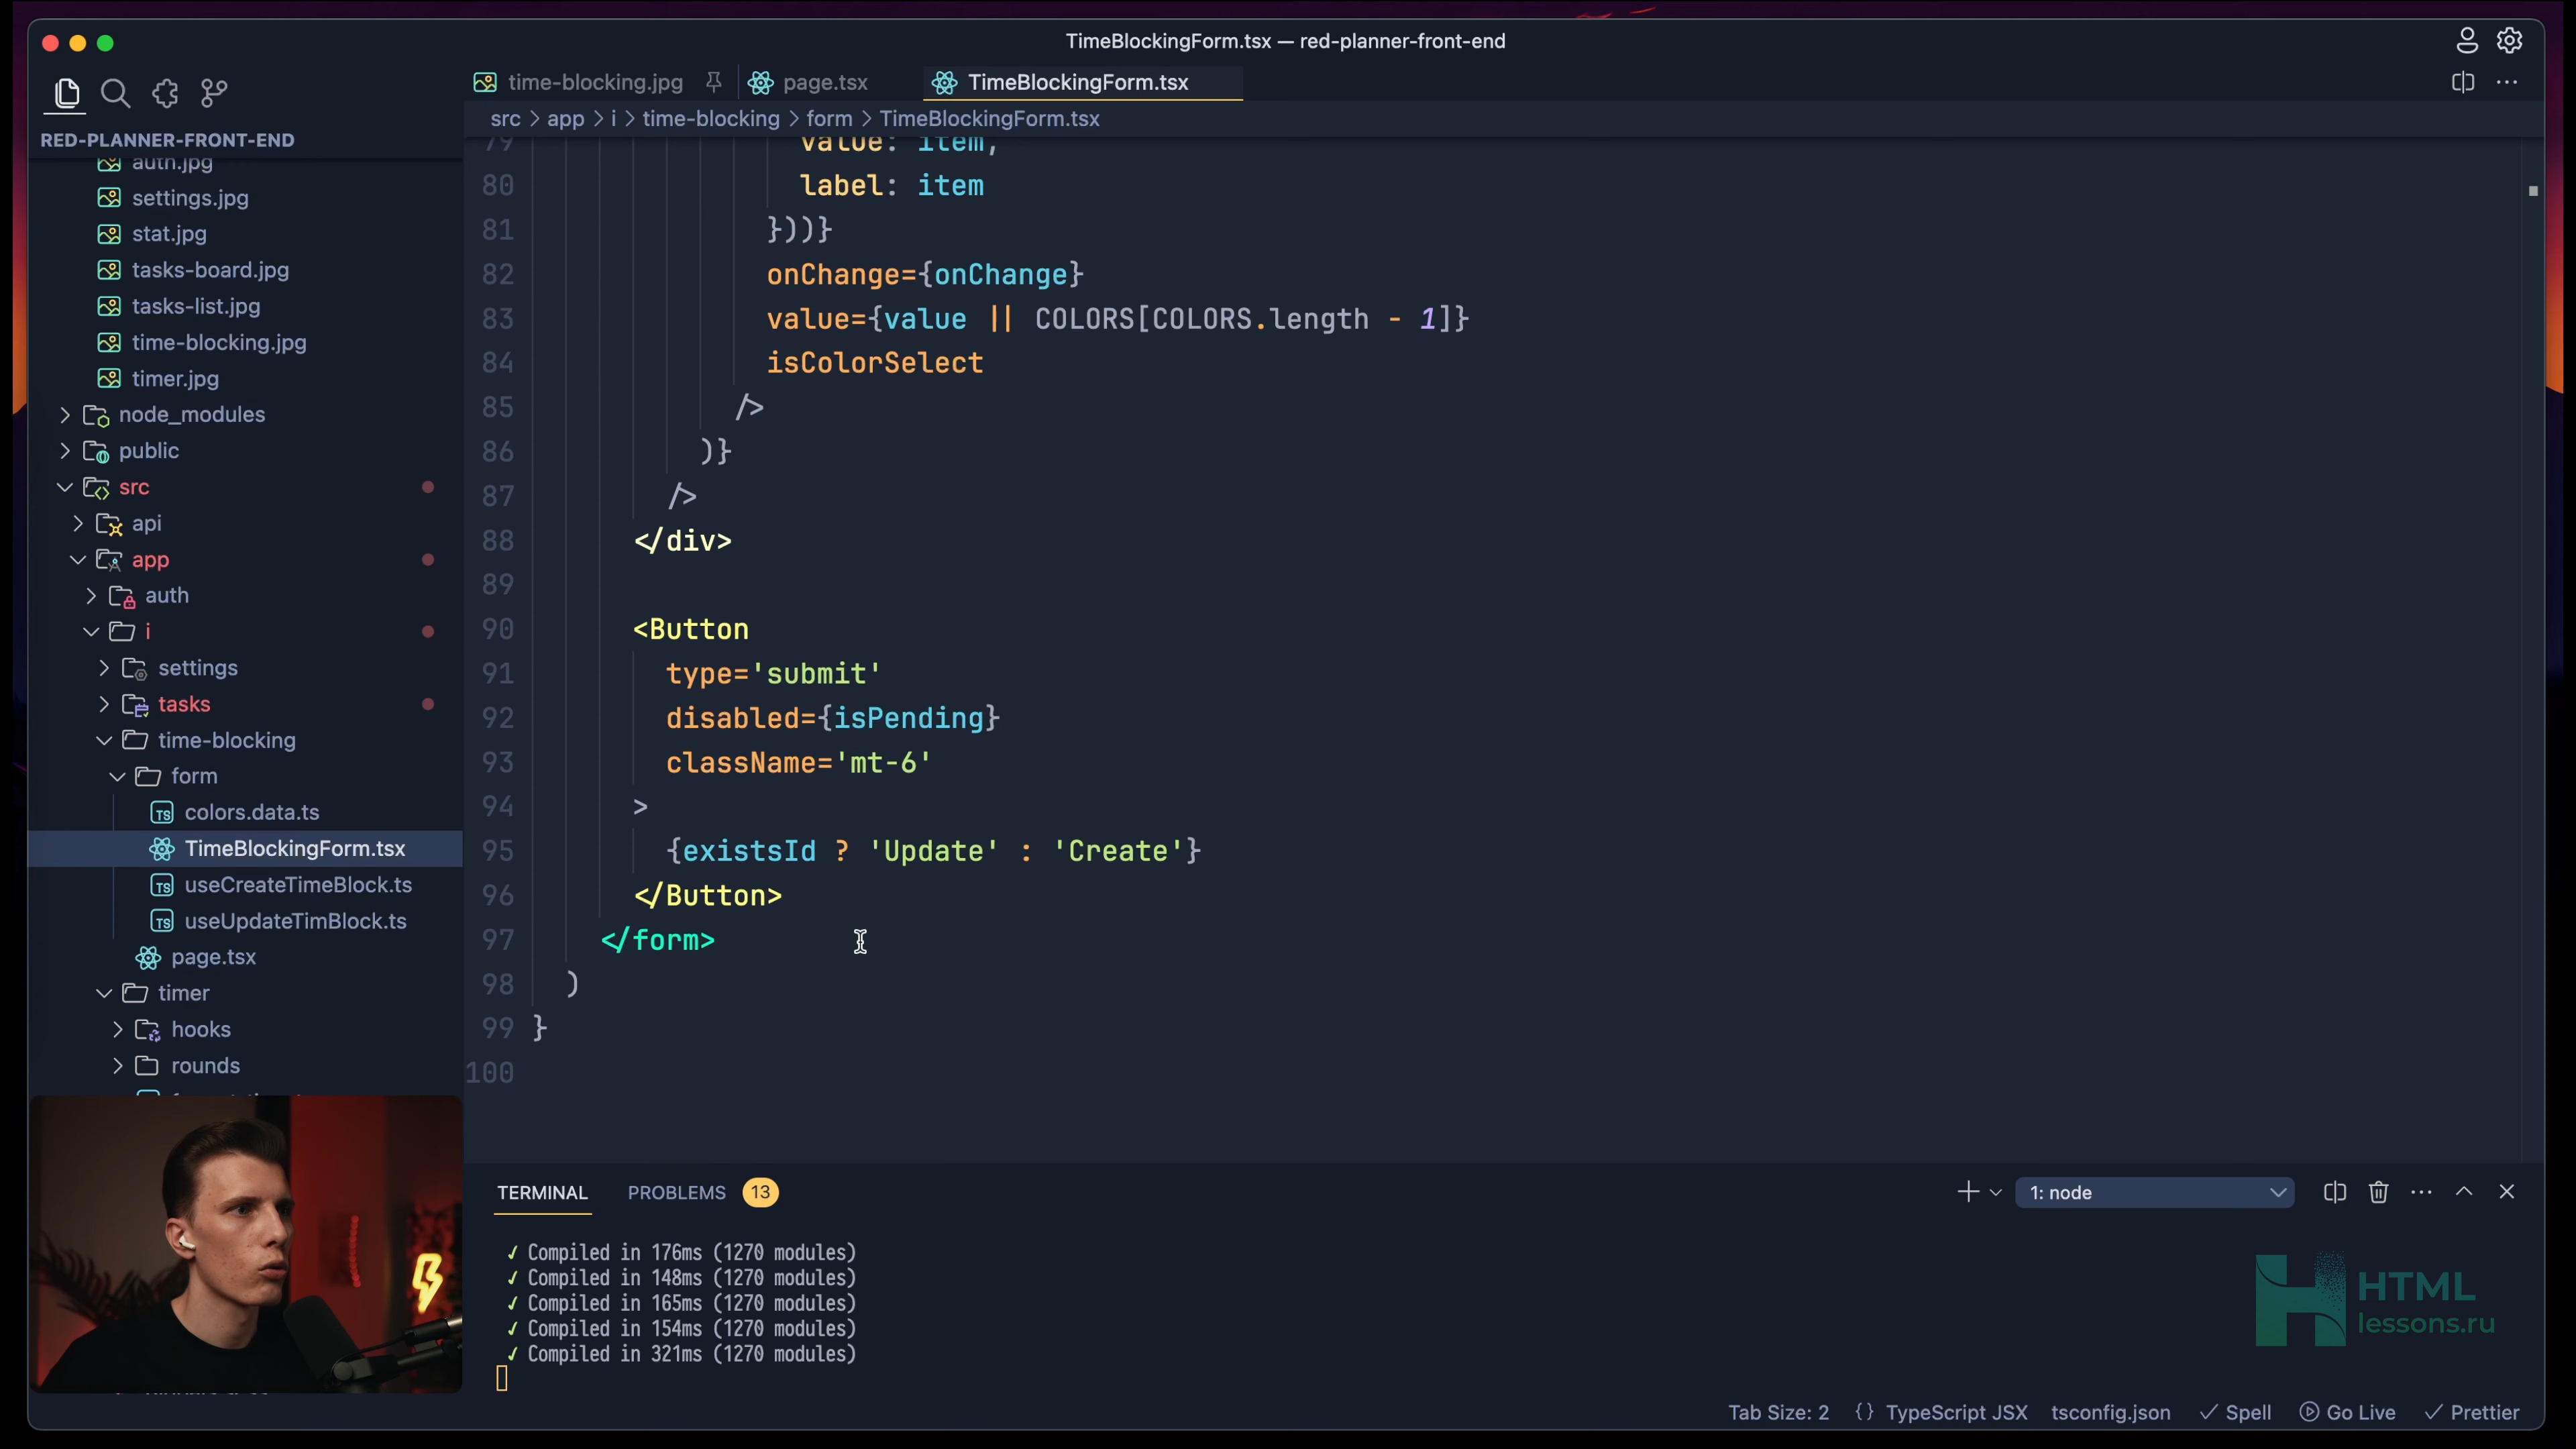 TimeBlockingForm.tsx — red-planner-front-end
time-blocking.jpg
page.tsx
TimeBlockingForm.tsx
src > app > i > time-blocking > form > TimeBlockingForm.tsx
RED-PLANNER-FRONT-END
auth.jpg
settings.jpg
stat.jpg
tasks-board.jpg
tasks-list.jpg
time-blocking.jpg
timer.jpg
node_modules
public
src
api
app
auth
i
settings
tasks
time-blocking
form
colors.data.ts
TimeBlockingForm.tsx
useCreateTimeBlock.ts
useUpdateTimBlock.ts
page.tsx
timer
hooks
rounds
79 value: item,
80 label: item
81 }))}
82 onChange={onChange}
83 value={value || COLORS[COLORS.length - 1]}
84 isColorSelect
85 />
86 )}
87 />
88 </div>
89
90 <Button
91 type='submit'
92 disabled={isPending}
93 className='mt-6'
94 >
95 {existsId ? 'Update' : 'Create'}
96 </Button>
97 </form>
98 )
99 }
100
TERMINAL
PROBLEMS 13
1: node
✓ Compiled in 176ms (1270 modules)
✓ Compiled in 148ms (1270 modules)
✓ Compiled in 165ms (1270 modules)
✓ Compiled in 154ms (1270 modules)
✓ Compiled in 321ms (1270 modules)
HTML
lessons.ru
Tab Size: 2
{} TypeScript JSX
tsconfig.json
✓ Spell
Go Live
✓ Prettier